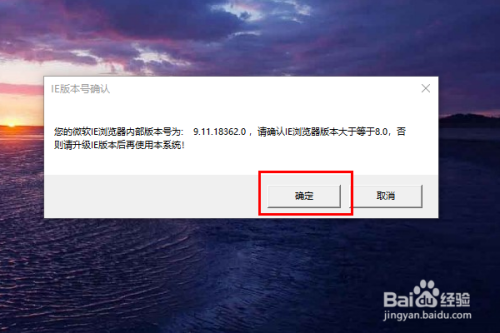 IE版本号确认
您的微软IE浏览器内部版本号为: 9.11.18362.0 ，请确认IE浏览器版本大于等于8.0，否
则请升级IE版本后再使用本系统!
确定
取消
Bai du 经验
jingyan.baidu.com